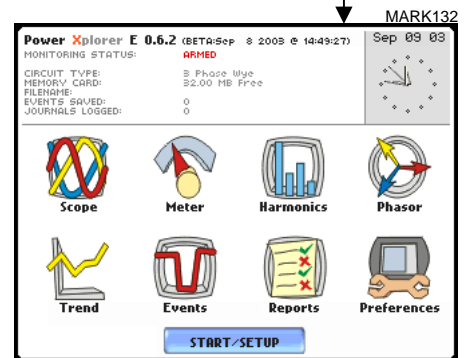 MARK132
Power Xplorer E 0.6.2 (BETA:Sep 8 2003 @ 14:49:27)
Sep 09 03
MONITORING STATUS: ARMED
CIRCUIT TYPE: 3 Phase Wye
MEMORY CARD: 32.00 MB Free
FILENAME:
EVENTS SAVED: 0
JOURNALS LOGGED: 0
Scope Meter Harmonics Phasor
Trend Events Reports Preferences
START/SETUP